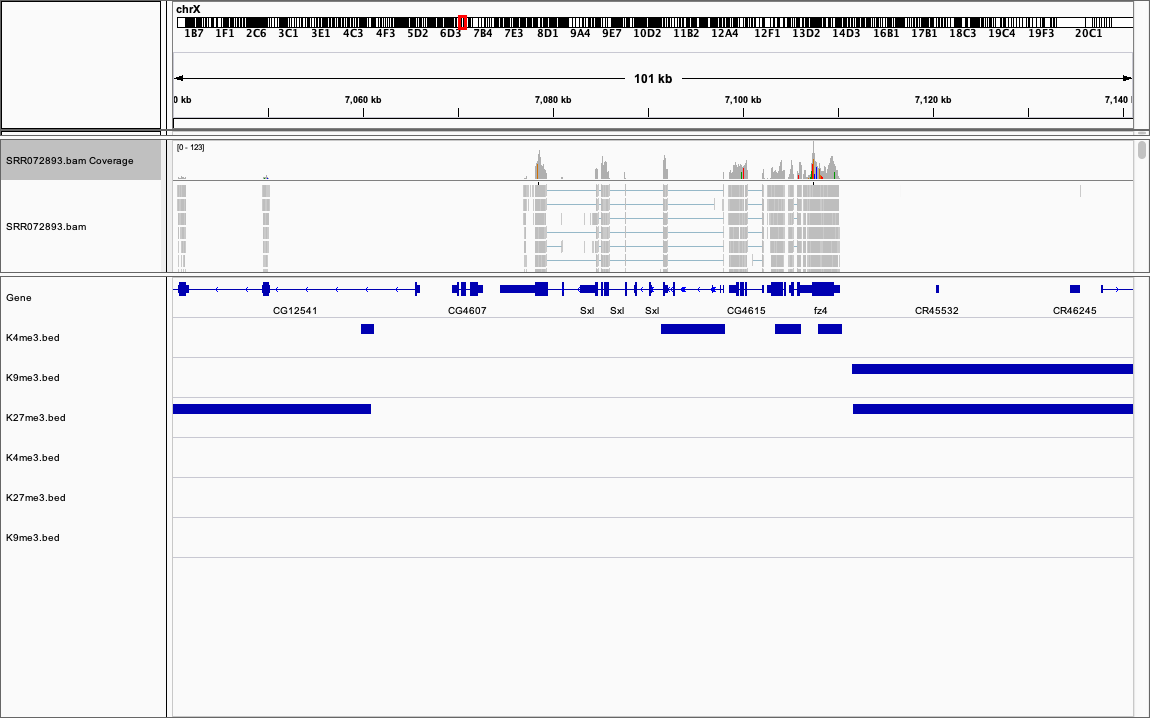 chrX
1B7 1F1 2C6 3C1 3E1 4C3 4F3 5D2 6D3 7B4 7E3 8D1 9A4 9E7 10D2 11B2 12A4 12F1 13D2 14D3 16B1 17B1 18C3 19C4 19F3 20C1
101 kb
0 kb 7,060 kb 7,080 kb 7,100 kb 7,120 kb 7,140
[0 - 123]
SRR072893.bam Coverage
SRR072893.bam
Gene
CG12541 CG4607 Sxl Sxl Sxl CG4615 fz4 CR45532 CR46245
K4me3.bed
K9me3.bed
K27me3.bed
K4me3.bed
K27me3.bed
K9me3.bed